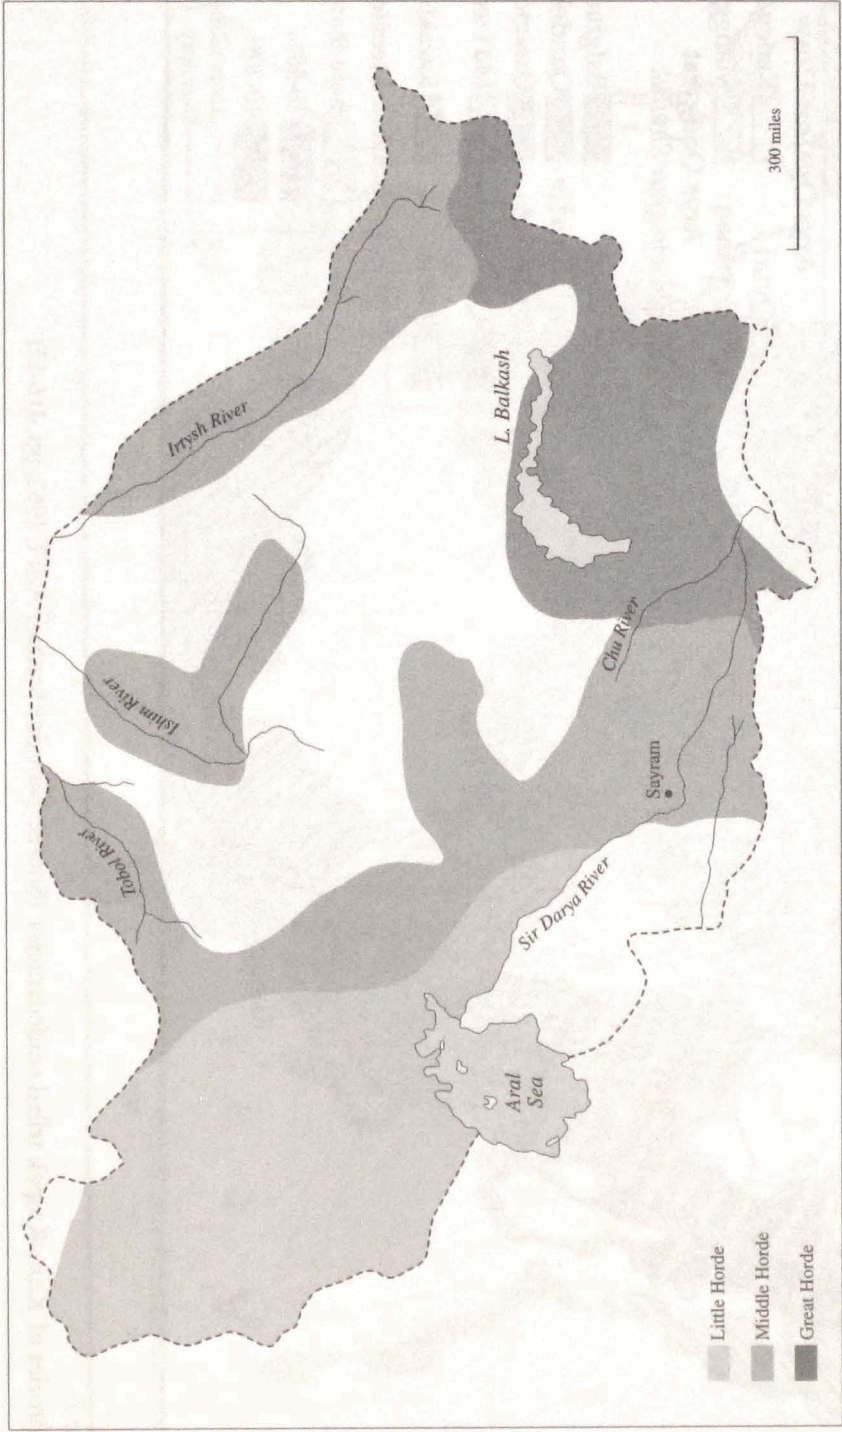 Tobol River
Ishim River
Irtysh River
L. Balkash
Chu River
Sayram
Sir Darya River
Aral
Sea
Little Horde
Middle Horde
Great Horde
300 miles